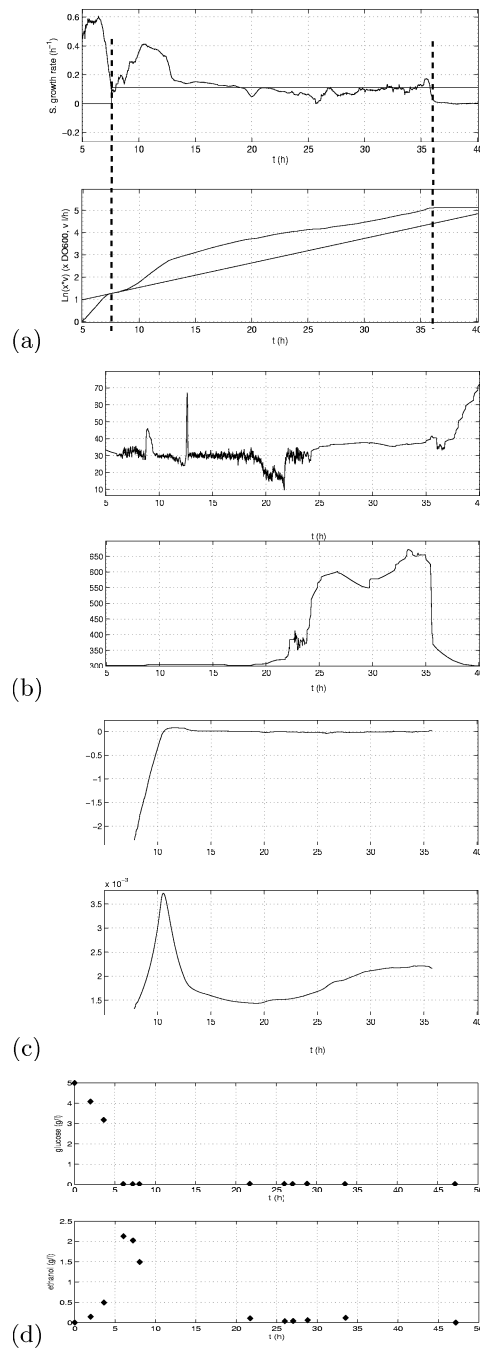 0.6
0.4
0.2
0
−0.2
S. growth rate (h⁻¹)
5 10 15 20 25 30 35 40
t (h)
5
4
3
2
1
0
Ln(x*v) (x DO600, v l/h)
5 10 15 20 25 30 35 40
t (h)
(a)
70
60
50
40
30
20
10
5 10 15 20 25 30 35 40
t (h)
650
600
550
500
450
400
350
300
5 10 15 20 25 30 35 40
t (h)
(b)
0
−0.5
−1
−1.5
−2
10 15 20 25 30 35 40
x 10⁻³
3.5
3
2.5
2
1.5
10 15 20 25 30 35 40
t (h)
(c)
5
4
3
2
1
0
glucose (g/l)
0 5 10 15 20 25 30 35 40 45 50
t (h)
2.5
2
1.5
1
0.5
0
ethanol (g/l)
0 5 10 15 20 25 30 35 40 45 50
t (h)
(d)